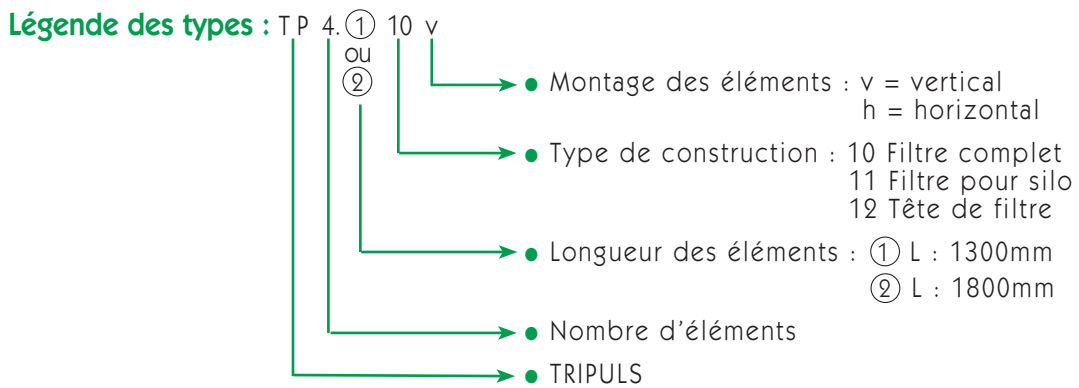 Légende des types : TP 4.① 10 v
ou
②
● Montage des éléments : v = vertical
h = horizontal
● Type de construction : 10 Filtre complet
11 Filtre pour silo
12 Tête de filtre
● Longueur des éléments : ① L : 1300mm
② L : 1800mm
● Nombre d'éléments
● TRIPULS